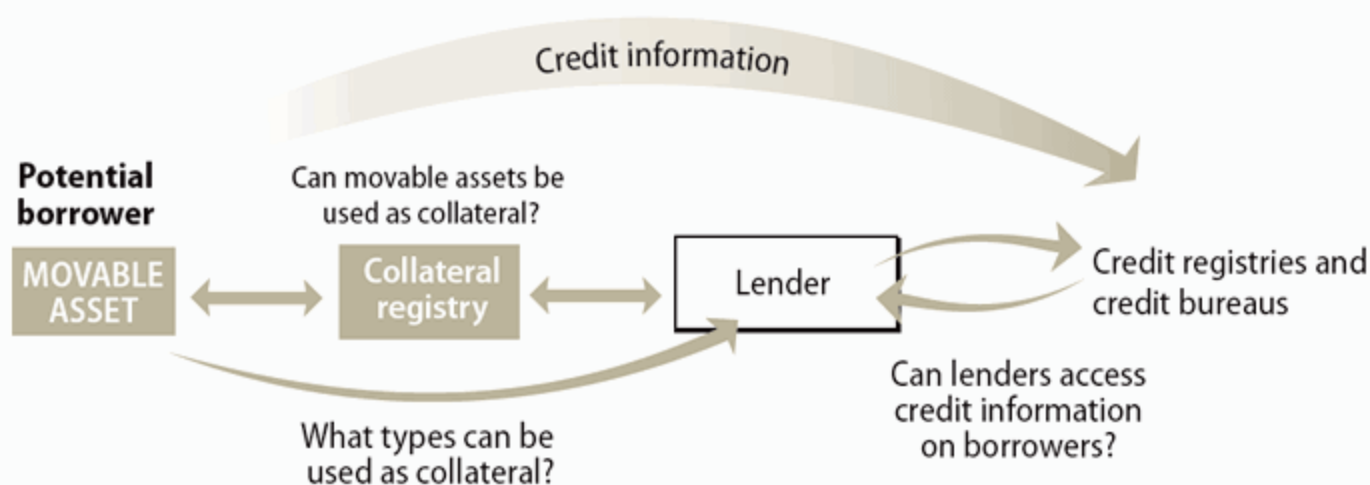 Credit information
Potential
borrower
MOVABLE
ASSET
Can movable assets be
used as collateral?
Collateral
registry
Lender
Credit registries and
credit bureaus
What types can be
used as collateral?
Can lenders access
credit information
on borrowers?